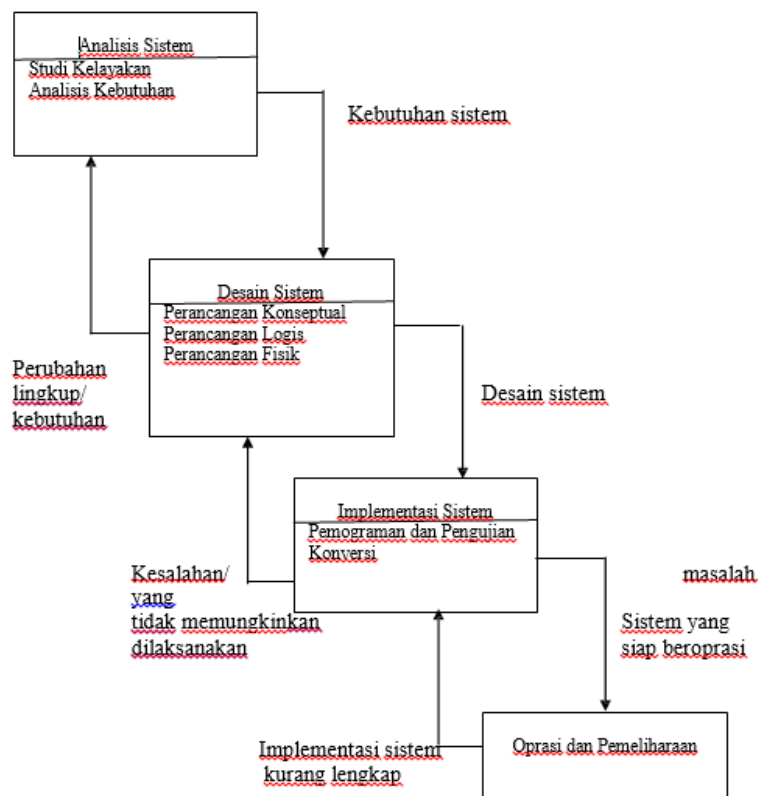 Analisis Sistem
Studi Kelayakan
Analisis Kebutuhan
Kebutuhan sistem
Desain Sistem
Perancangan Konseptual
Perancangan Logis
Perancangan Fisik
Perubahan
lingkup/
kebutuhan
Desain sistem
Implementasi Sistem
Pemograman dan Pengujian
Konversi
Kesalahan/ masalah
yang
tidak memungkinkan
dilaksanakan
Sistem yang
siap beroprasi
Implementasi sistem
kurang lengkap
Oprasi dan Pemeliharaan